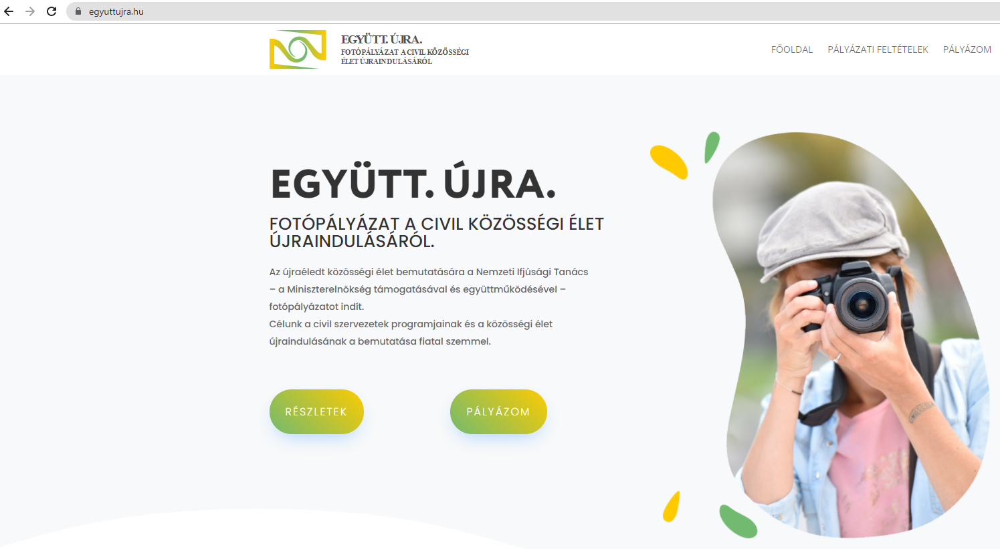 egyuttujra.hu
EGYÜTT. ÚJRA.
FOTÓPÁLYÁZAT A CIVIL KÖZÖSSÉGI
ÉLET ÚJRAINDULÁSÁRÓL
FŐOLDAL PÁLYÁZATI FELTÉTELEK PÁLYÁZOM
EGYÜTT. ÚJRA.
FOTÓPÁLYÁZAT A CIVIL KÖZÖSSÉGI ÉLET
ÚJRAINDULÁSÁRÓL.
Az újraéledt közösségi élet bemutatására a Nemzeti Ifjúsági Tanács
– a Miniszterelnökség támogatásával és együttműködésével –
fotópályázatot indít.
Célunk a civil szervezetek programjainak és a közösségi élet
újraindulásának a bemutatása fiatal szemmel.
RÉSZLETEK PÁLYÁZOM